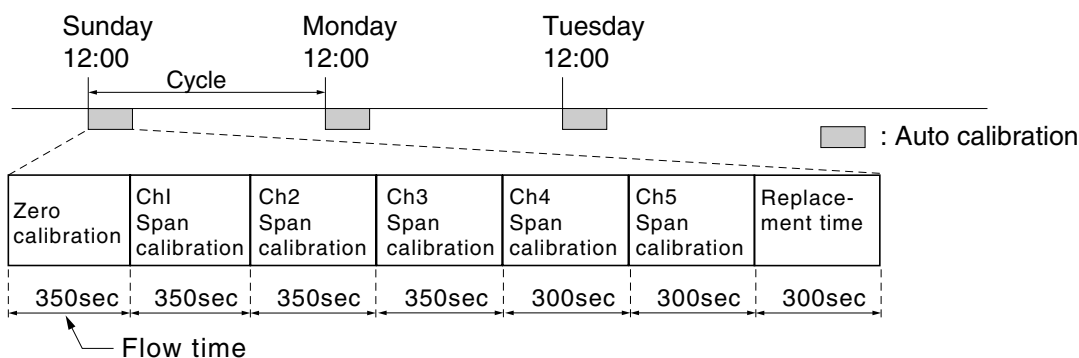 Sunday
12:00
Monday
12:00
Tuesday
12:00
Cycle
: Auto calibration
Zero
calibration
Ch1
Span
calibration
Ch2
Span
calibration
Ch3
Span
calibration
Ch4
Span
calibration
Ch5
Span
calibration
Replace-
ment time
350sec
350sec
350sec
350sec
300sec
300sec
300sec
Flow time